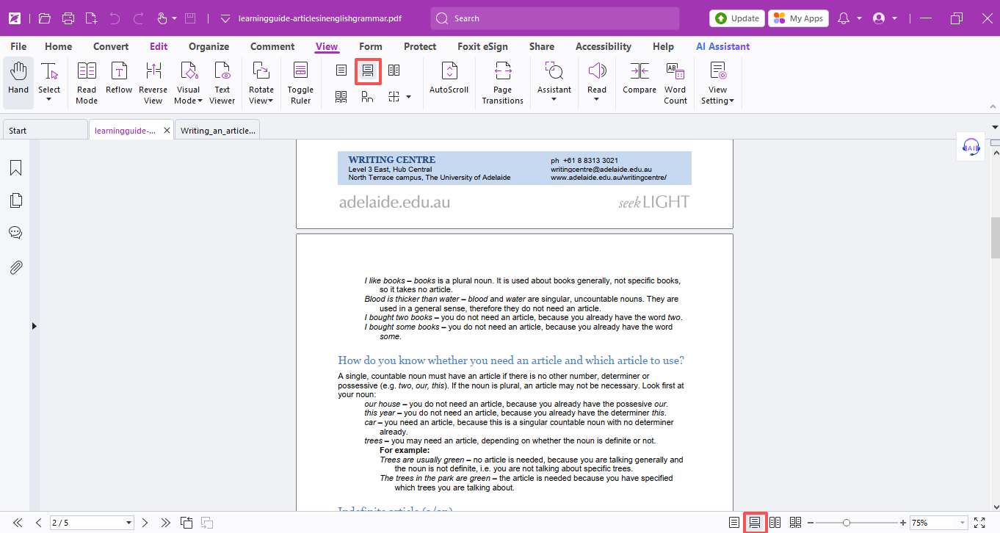 learningguide-articlesinenglishgrammar.pdf
Search
Update
My Apps
File Home Convert Edit Organize Comment View Form Protect Foxit eSign Share Accessibility Help AI Assistant
Hand
Select
Read Mode
Reflow
Reverse View
Visual Mode
Text Viewer
Rotate View
Toggle Ruler
AutoScroll
Page Transitions
Assistant
Read
Compare
Word Count
View Setting
Start
learningguide-...
Writing_an_article...
WRITING CENTRE
Level 3 East, Hub Central
North Terrace campus, The University of Adelaide
ph +61 8 8313 3021
writingcentre@adelaide.edu.au
www.adelaide.edu.au/writingcentre/
adelaide.edu.au
seek LIGHT
I like books – books is a plural noun. It is used about books generally, not specific books,
so it takes no article.
Blood is thicker than water – blood and water are singular, uncountable nouns. They are
used in a general sense, therefore they do not need an article.
I bought two books – you do not need an article, because you already have the word two.
I bought some books – you do not need an article, because you already have the word
some.
How do you know whether you need an article and which article to use?
A single, countable noun must have an article if there is no other number, determiner or
possessive (e.g. two, our, this). If the noun is plural, an article may not be necessary. Look first at
your noun:
our house – you do not need an article, because you already have the possesive our.
this year – you do not need an article, because you already have the determiner this.
car – you need an article, because this is a singular countable noun with no determiner
already.
trees – you may need an article, depending on whether the noun is definite or not.
For example:
Trees are usually green – no article is needed, because you are talking generally and
the noun is not definite, i.e. you are not talking about specific trees.
The trees in the park are green – the article is needed because you have specified
which trees you are talking about.
Indefinite article (a/an)
2 / 5
75%